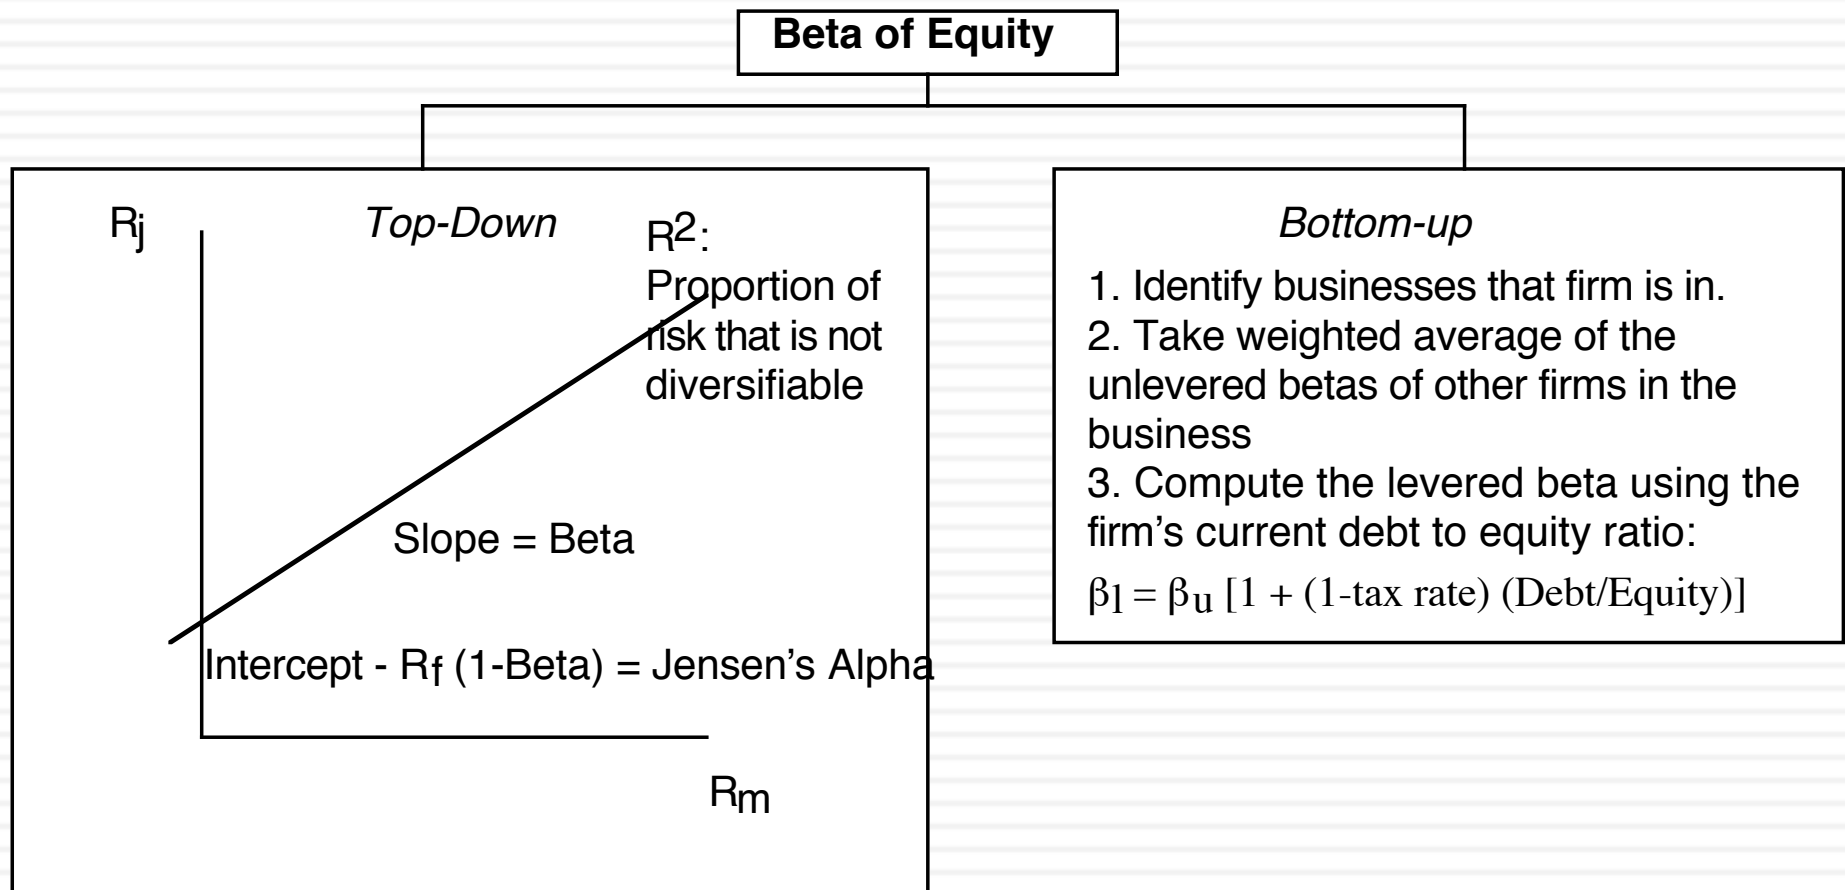 Beta of Equity
Top-Down
Rj
R2:
Proportion of
risk that is not
diversifiable
Slope = Beta
Intercept - Rf (1-Beta) = Jensen's Alpha
Rm
Bottom-up
1. Identify businesses that firm is in.
2. Take weighted average of the
unlevered betas of other firms in the
business
3. Compute the levered beta using the
firm's current debt to equity ratio:
βl = βu [1 + (1-tax rate) (Debt/Equity)]